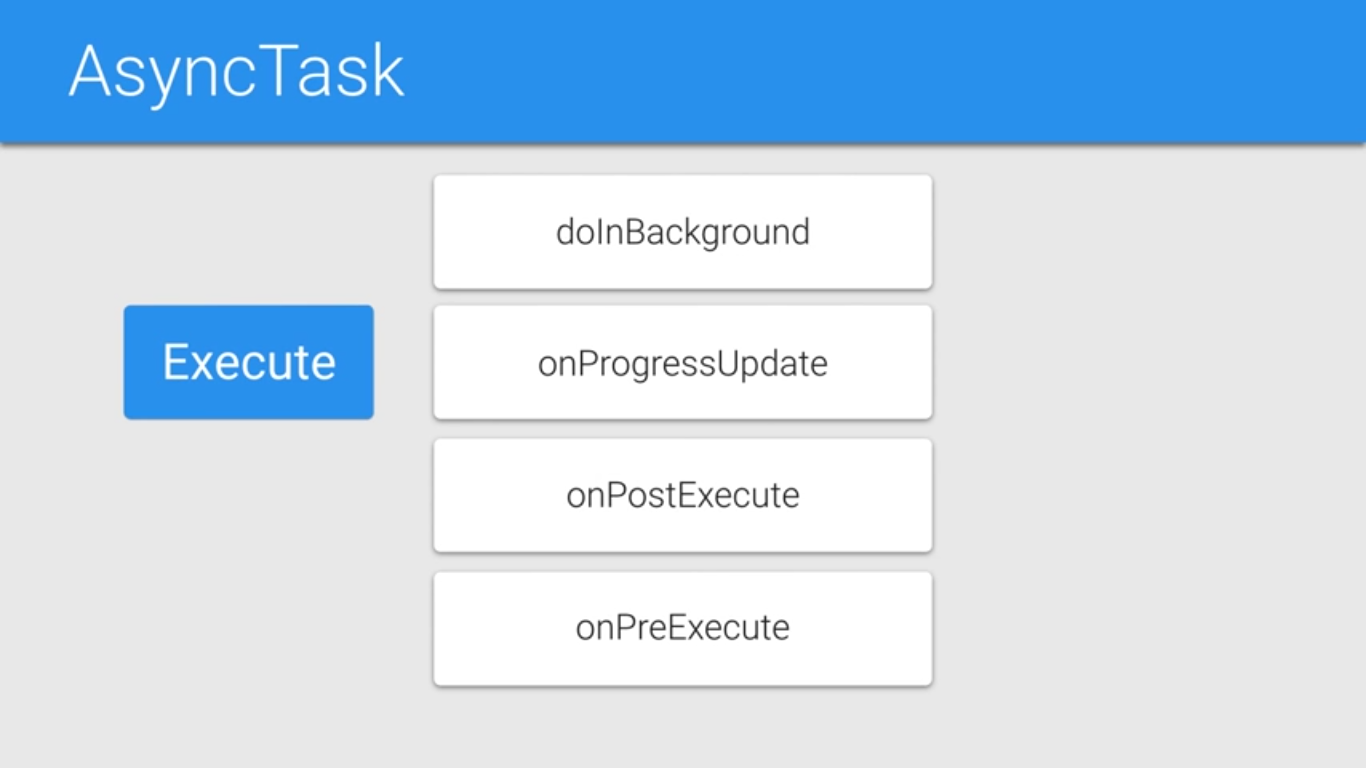 AsyncTask
doInBackground
Execute
onProgressUpdate
onPostExecute
onPreExecute